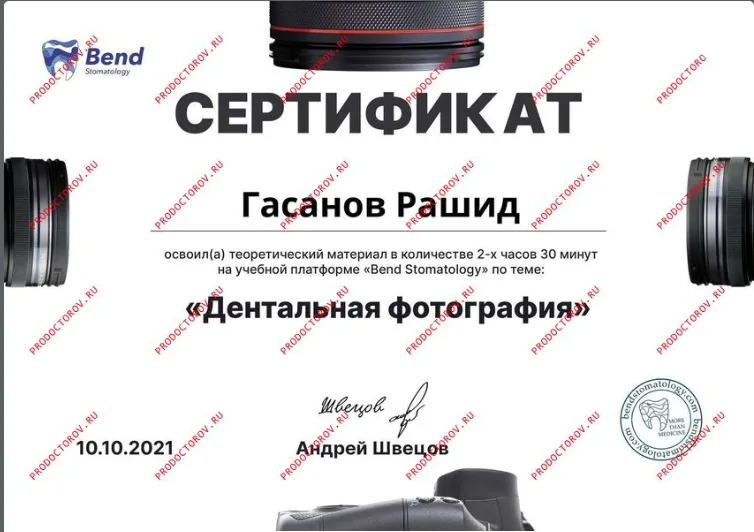 Bend
Stomatology
СЕРТИФИКАТ
Гасанов Рашид
освоил(а) теоретический материал в количестве 2-х часов 30 минут
на учебной платформе «Bend Stomatology» по теме:
«Дентальная фотография»
Швецов
10.10.2021
Андрей Швецов
bendstomatology.com bendstomatology.com
MORE
THAN
MEDICINE
PRODOCTOROV.RU